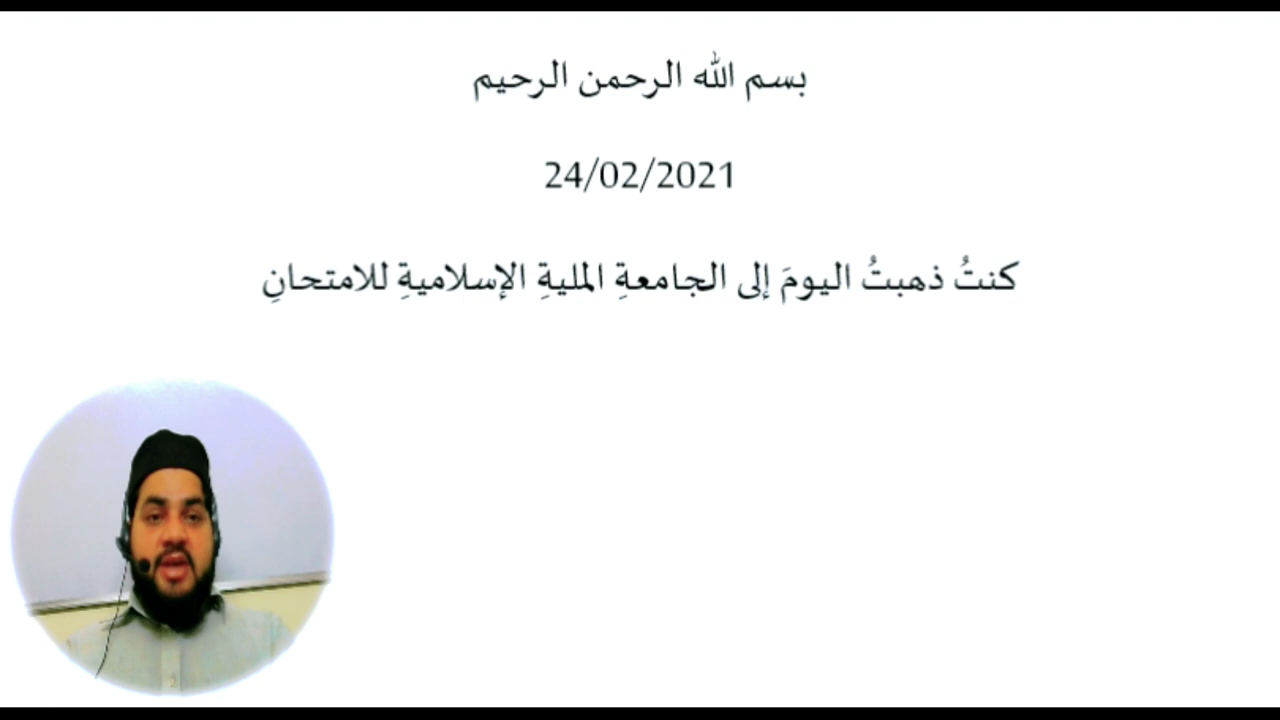 بسم الله الرحمن الرحيم
24/02/2021
كنتُ ذهبتُ اليومَ إلى الجامعةِ المليةِ الإسلاميةِ للامتحانِ